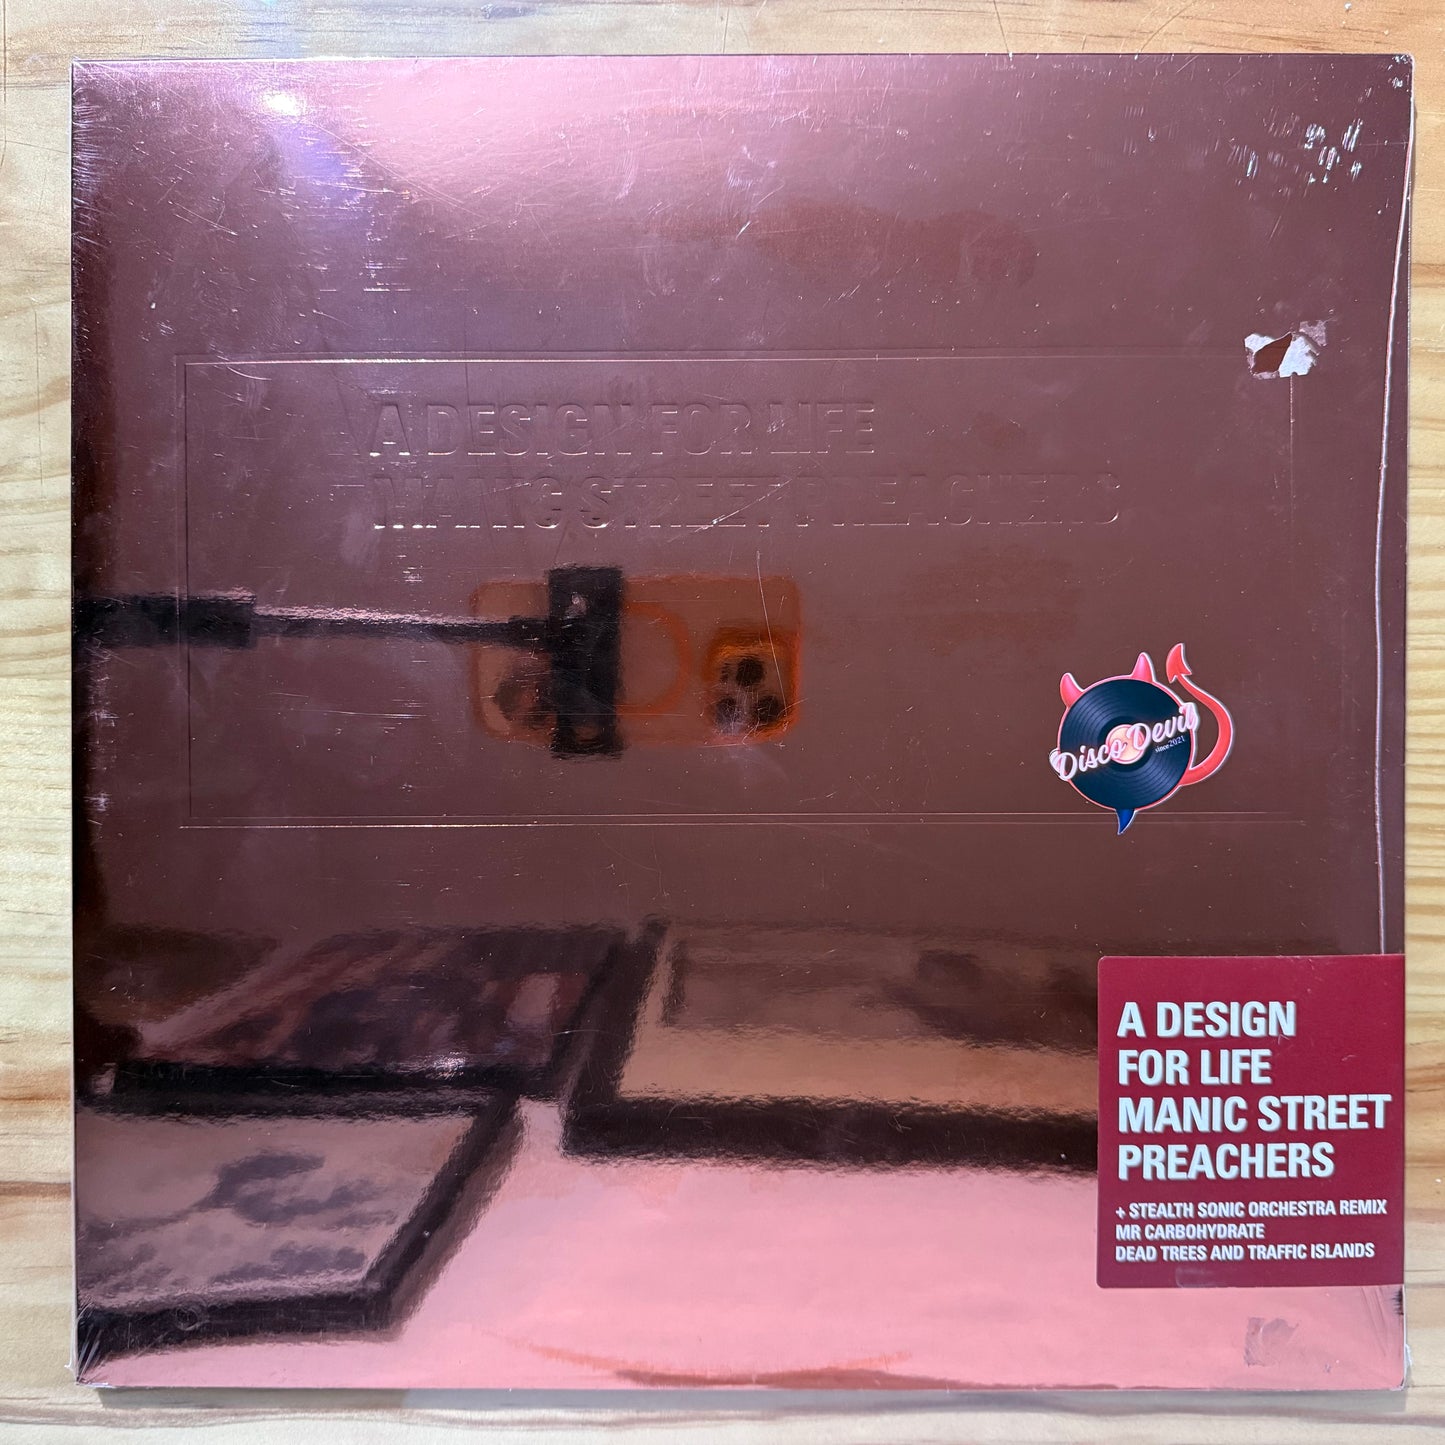 A DESIGN FOR LIFE
MANIC STREET PREACHERS
Disco Devil
since 2021
A DESIGN
FOR LIFE
MANIC STREET
PREACHERS
+ STEALTH SONIC ORCHESTRA REMIX
MR CARBOHYDRATE
DEAD TREES AND TRAFFIC ISLANDS